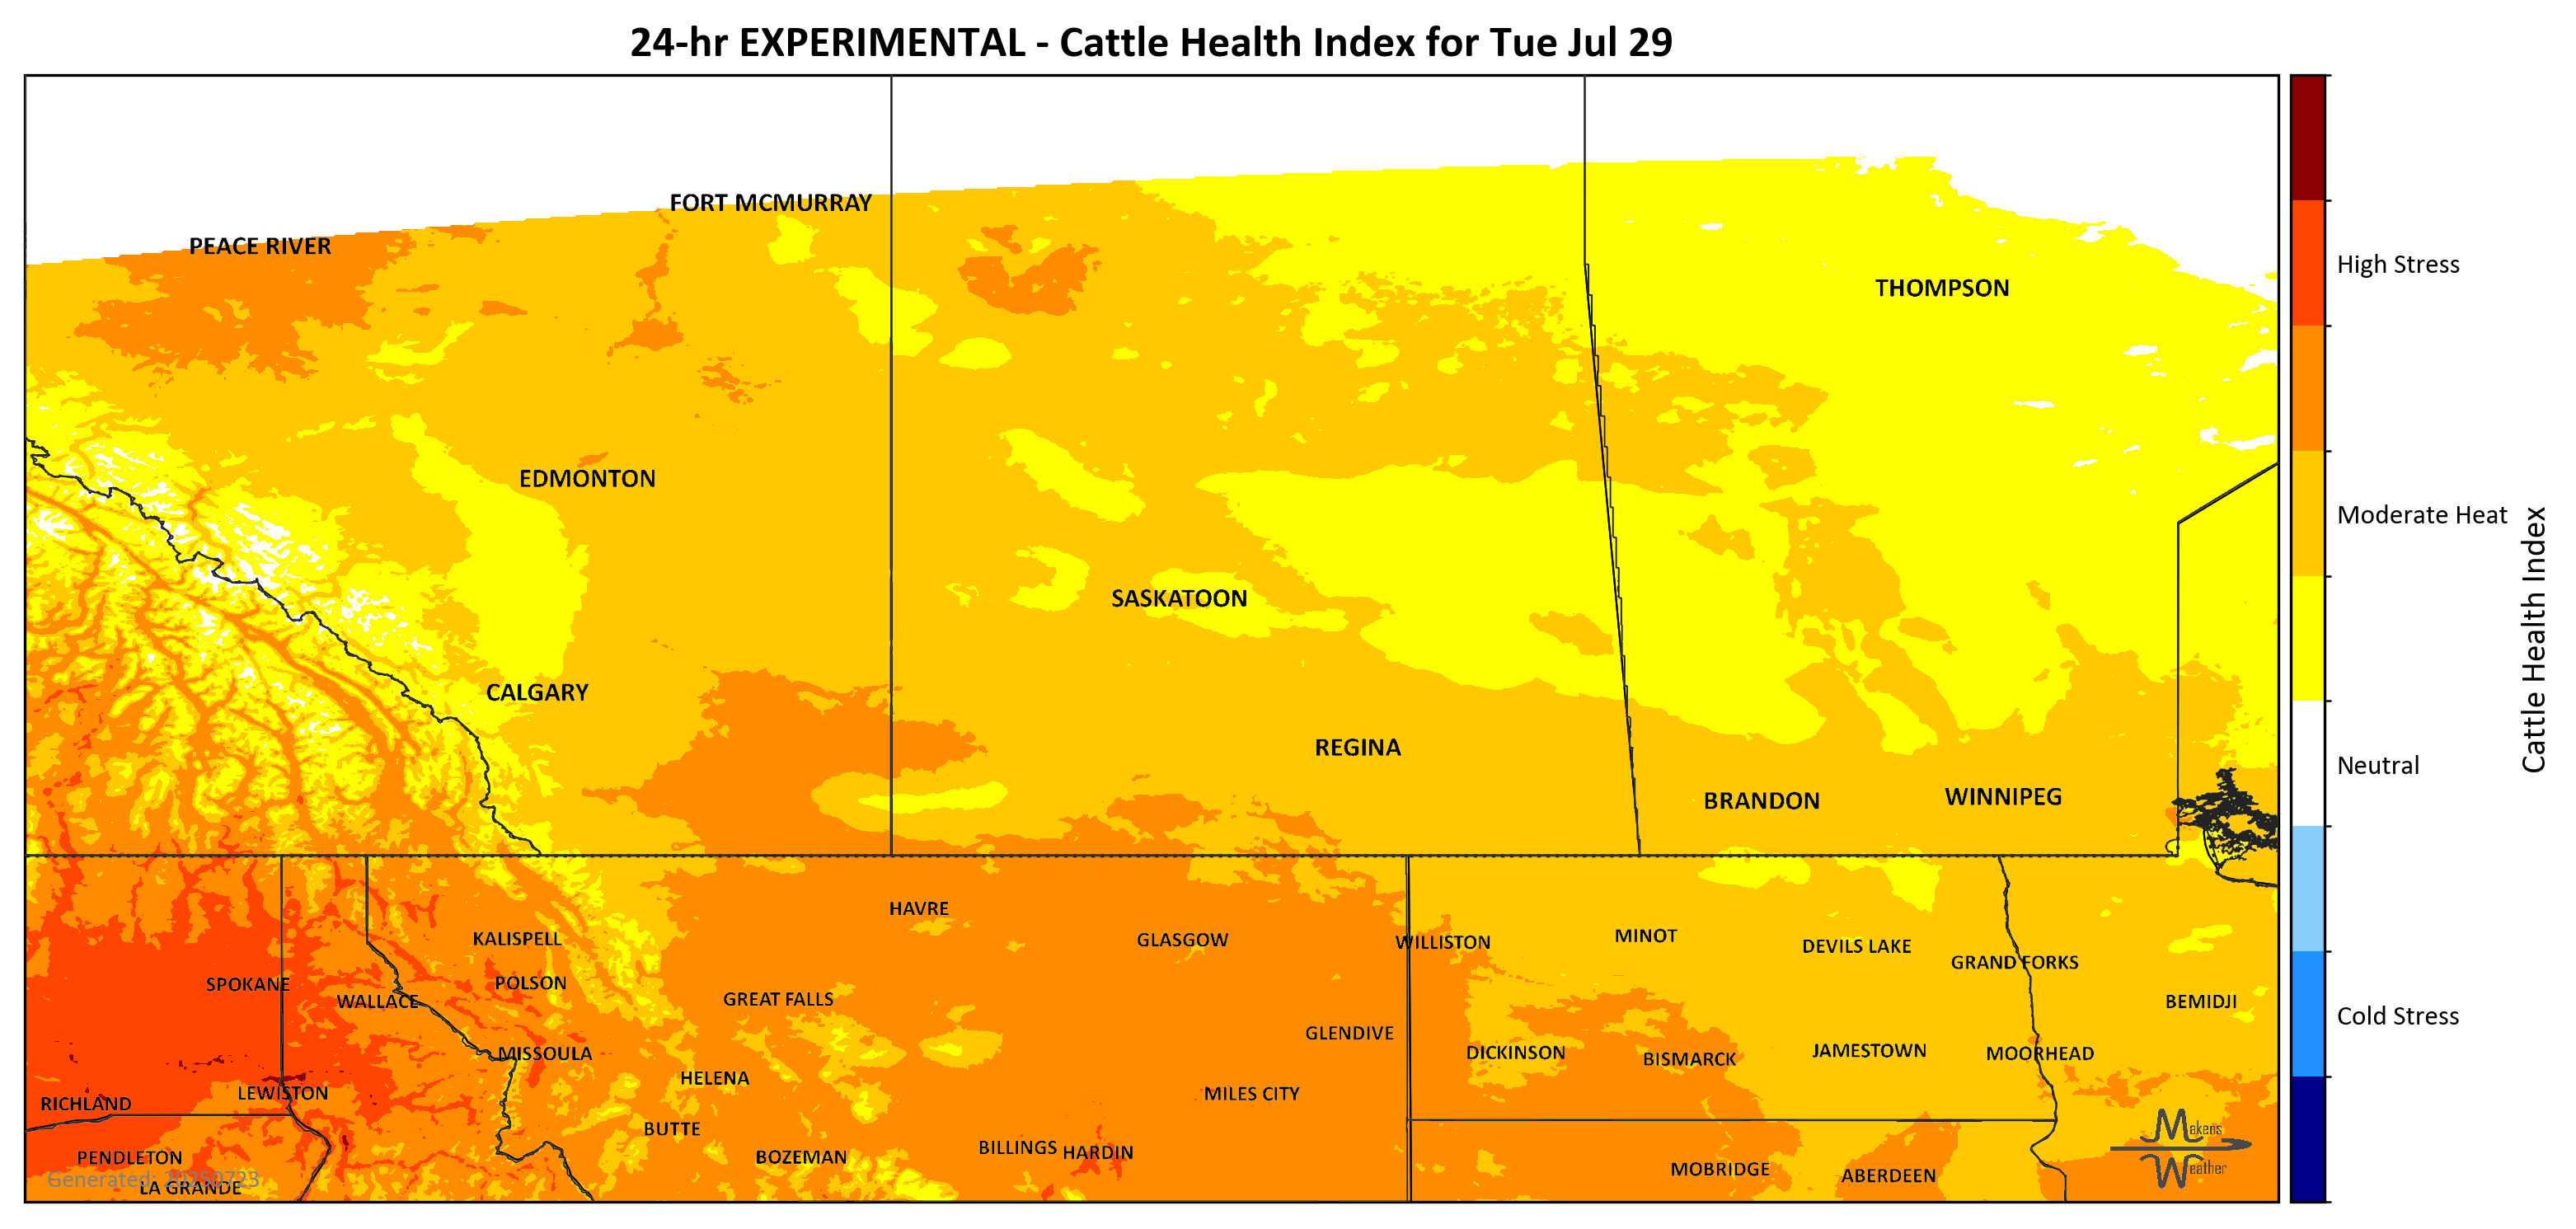 24-hr EXPERIMENTAL - Cattle Health Index for Tue Jul 29
FORT MCMURRAY
PEACE RIVER
High Stress
THOMPSON
EDMONTON
Moderate Heat
SASKATOON
Cattle Health Index
CALGARY
REGINA
Neutral
WINNIPEG
BRANDON
HAVRE
MINOT
KALISPELL
GLASGOW
WILLISTON
DEVILS LAKE
GRAND FORKS
POLSON
SPOKANE
GREAT FALLS
WALLACE
BEMIDJI
Cold Stress
GLENDIVE
DICKINSON
JAMESTOWN
MISSOULA
MOORHEAD
BISMARCK
HELENA
LEWISTON
MILES CITY
RICHLAND
BUTTE
Makens
Weather
BILLINGS
HARDIN
BOZEMAN
PENDLETON
MOBRIDGE
ABERDEEN
Generated: 20250723
LA GRANDE